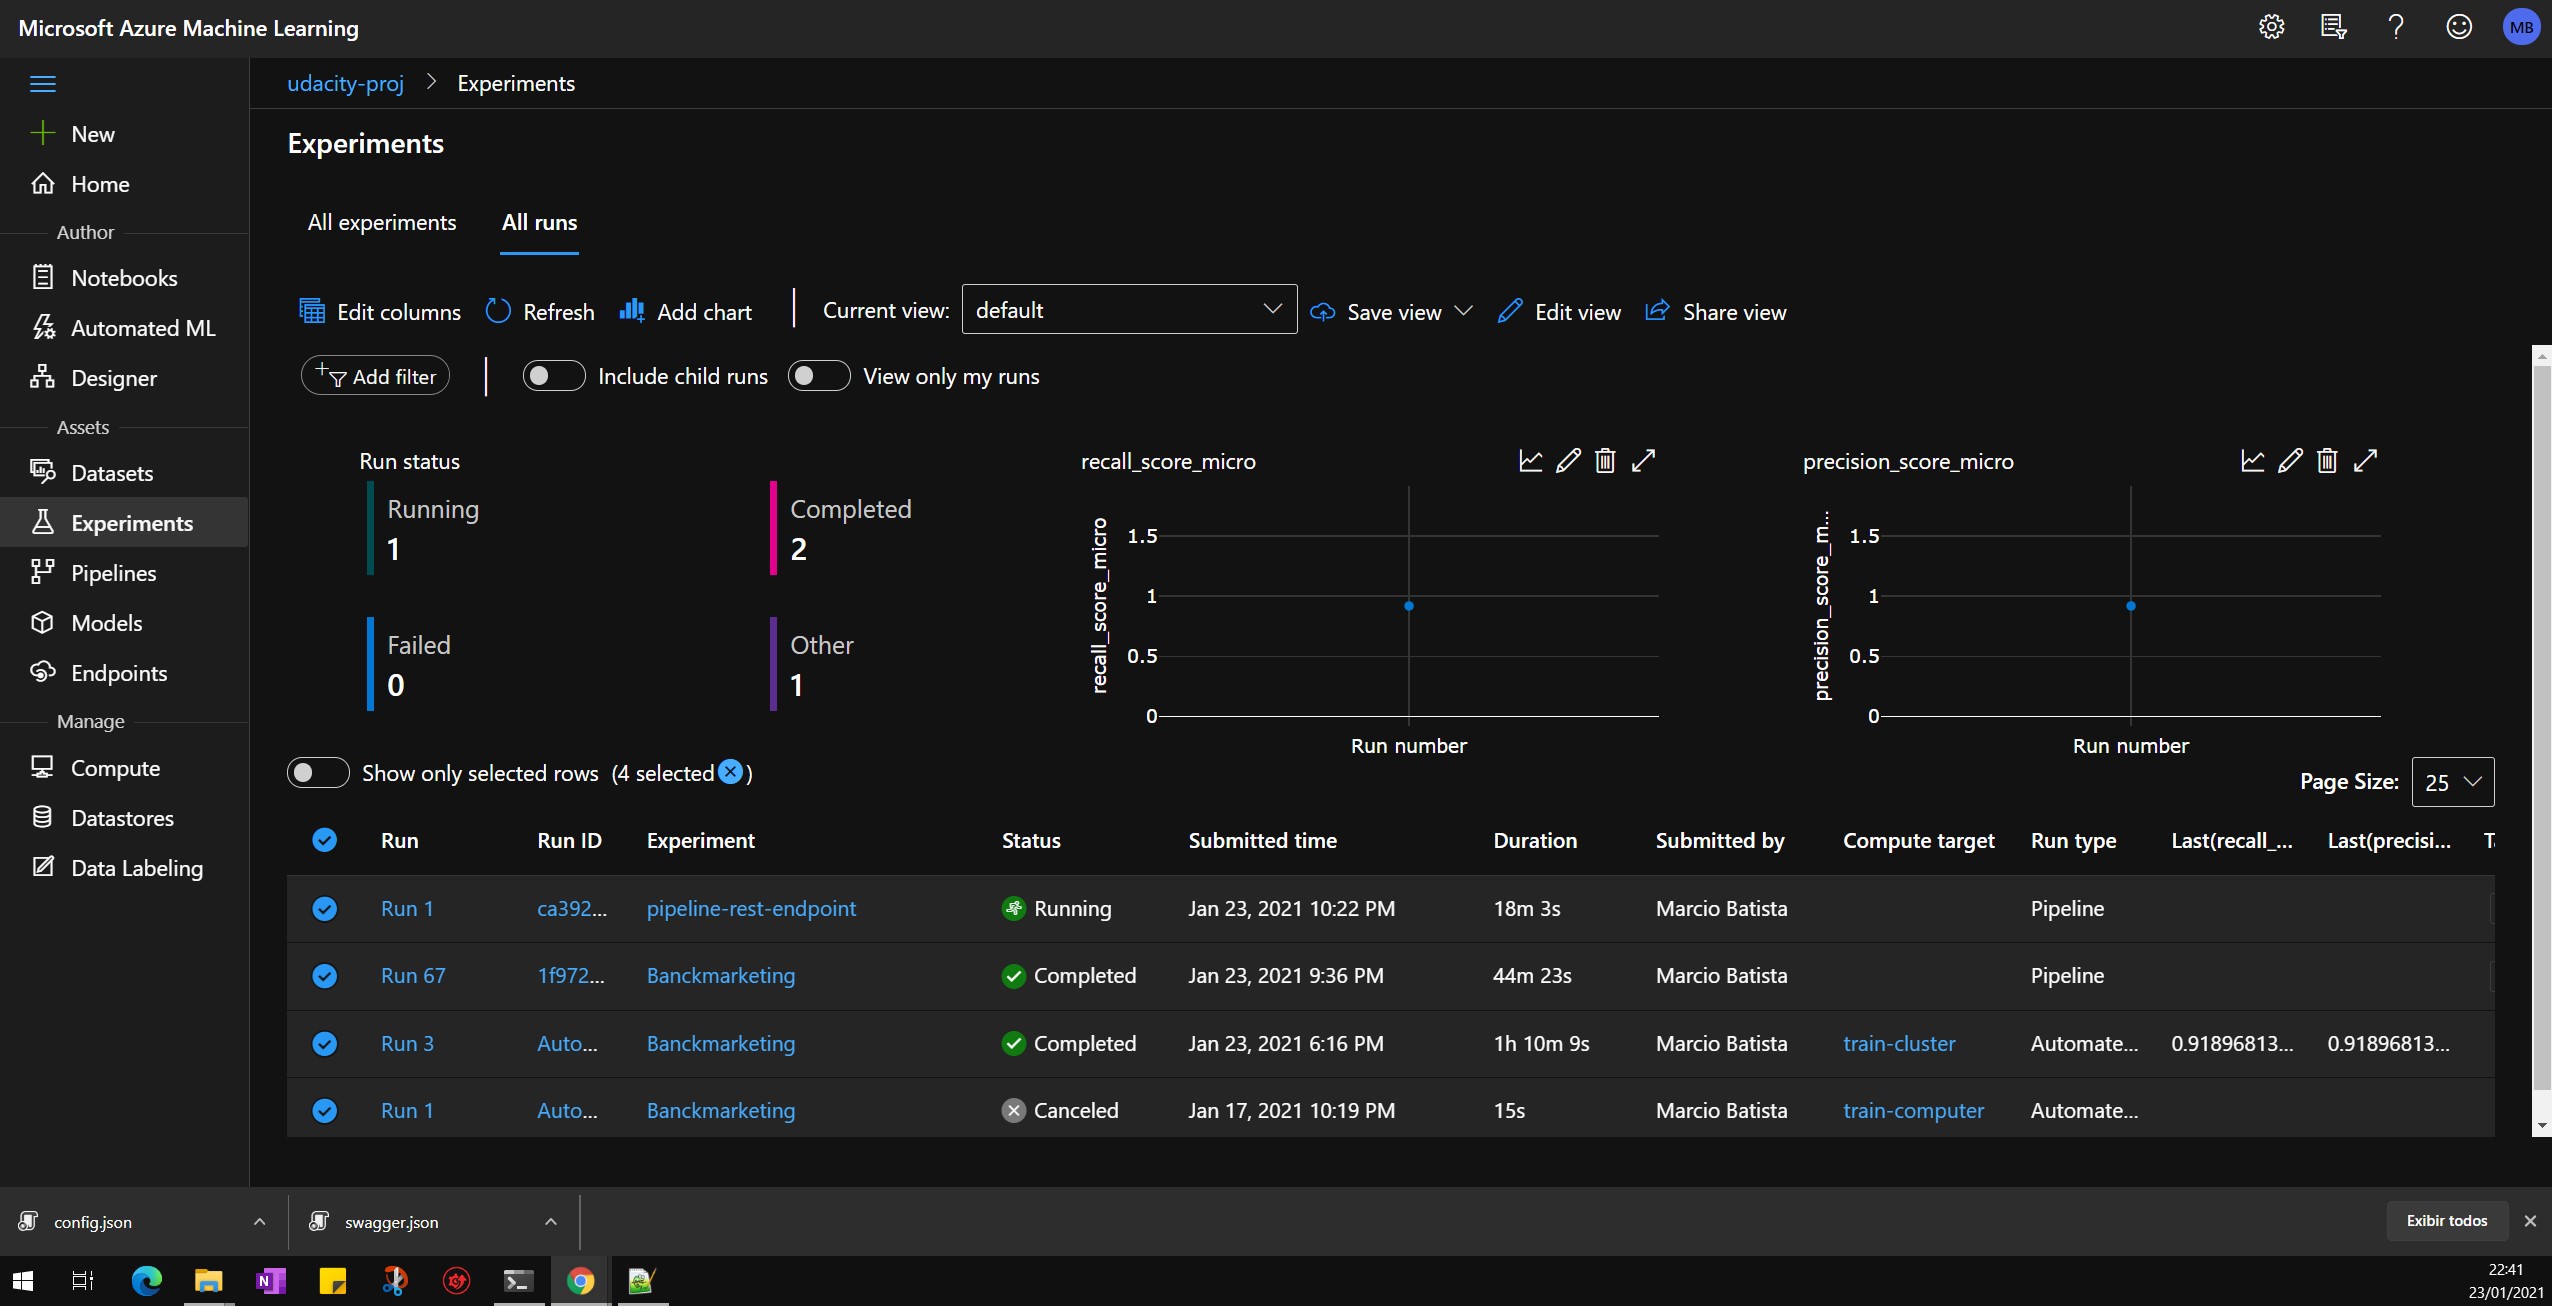 Microsoft Azure Machine Learning
MB
udacity-proj > Experiments
New
Home
Author
Notebooks
Automated ML
Designer
Assets
Datasets
Experiments
Pipelines
Models
Endpoints
Manage
Compute
Datastores
Data Labeling
Experiments
All experiments All runs
Edit columns Refresh Add chart Current view: default Save view Edit view Share view
Add filter Include child runs View only my runs
Run status
Running
1
Completed
2
Failed
0
Other
1
recall_score_micro
recall_score_micro
1.5
1
0.5
0
Run number
precision_score_micro
precision_score_m...
1.5
1
0.5
0
Run number
Show only selected rows (4 selected )
Page Size: 25
Run Run ID Experiment Status Submitted time Duration Submitted by Compute target Run type Last(recall_... Last(precisi...
Run 1 ca392... pipeline-rest-endpoint Running Jan 23, 2021 10:22 PM 18m 3s Marcio Batista Pipeline
Run 67 1f972... Banckmarketing Completed Jan 23, 2021 9:36 PM 44m 23s Marcio Batista Pipeline
Run 3 Auto... Banckmarketing Completed Jan 23, 2021 6:16 PM 1h 10m 9s Marcio Batista train-cluster Automate... 0.91896813... 0.91896813...
Run 1 Auto... Banckmarketing Canceled Jan 17, 2021 10:19 PM 15s Marcio Batista train-computer Automate...
config.json swagger.json Exibir todos
22:41
23/01/2021